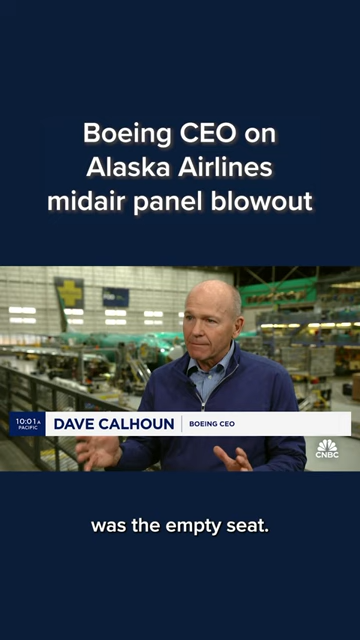 Boeing CEO on
Alaska Airlines
midair panel blowout
10:01A
PACIFIC
DAVE CALHOUN
BOEING CEO
CNBC
was the empty seat.